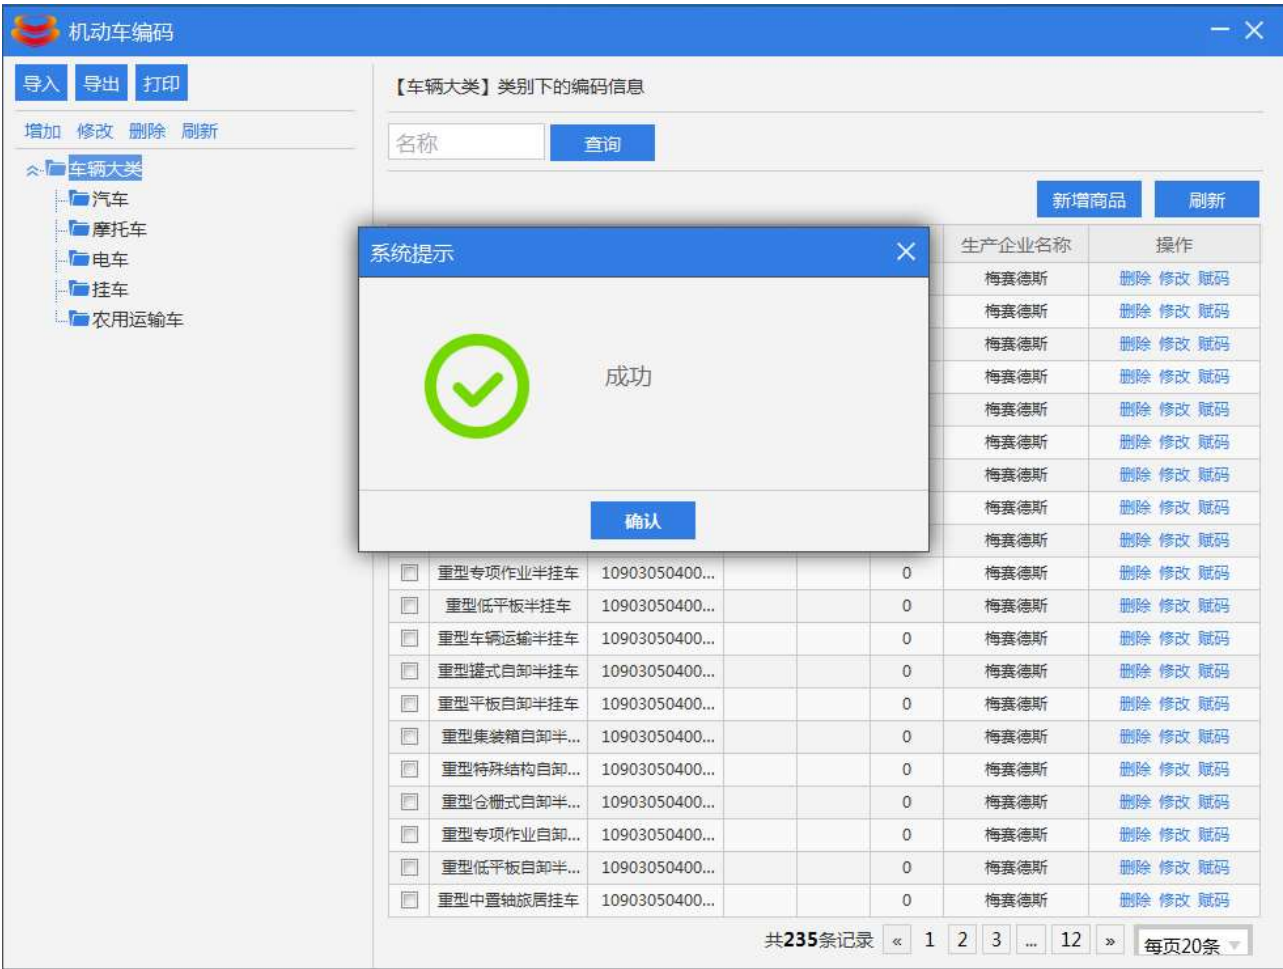 机动车编码
导入 导出 打印
增加 修改 删除 刷新
车辆大类
汽车
摩托车
电车
挂车
农用运输车
【车辆大类】类别下的编码信息
名称 查询
新增商品 刷新
生产企业名称 操作
梅赛德斯 删除 修改 赋码
梅赛德斯 删除 修改 赋码
梅赛德斯 删除 修改 赋码
梅赛德斯 删除 修改 赋码
梅赛德斯 删除 修改 赋码
梅赛德斯 删除 修改 赋码
梅赛德斯 删除 修改 赋码
梅赛德斯 删除 修改 赋码
梅赛德斯 删除 修改 赋码
系统提示
成功
确认
重型专项作业半挂车 10903050400... 0 梅赛德斯 删除 修改 赋码
重型低平板半挂车 10903050400... 0 梅赛德斯 删除 修改 赋码
重型车辆运输半挂车 10903050400... 0 梅赛德斯 删除 修改 赋码
重型罐式自卸半挂车 10903050400... 0 梅赛德斯 删除 修改 赋码
重型平板自卸半挂车 10903050400... 0 梅赛德斯 删除 修改 赋码
重型集装箱自卸半... 10903050400... 0 梅赛德斯 删除 修改 赋码
重型特殊结构自卸... 10903050400... 0 梅赛德斯 删除 修改 赋码
重型仓栅式自卸半... 10903050400... 0 梅赛德斯 删除 修改 赋码
重型专项作业自卸... 10903050400... 0 梅赛德斯 删除 修改 赋码
重型低平板自卸半... 10903050400... 0 梅赛德斯 删除 修改 赋码
重型中置轴旅居挂车 10903050400... 0 梅赛德斯 删除 修改 赋码
共235条记录 « 1 2 3 ... 12 » 每页20条